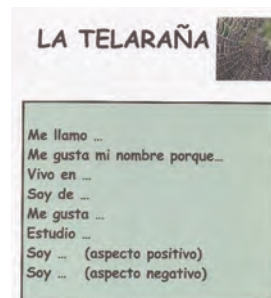 LA TELARAÑA
Me llamo ...
Me gusta mi nombre porque...
Vivo en ...
Soy de ...
Me gusta ...
Estudio ...
Soy ... (aspecto positivo)
Soy ... (aspecto negativo)